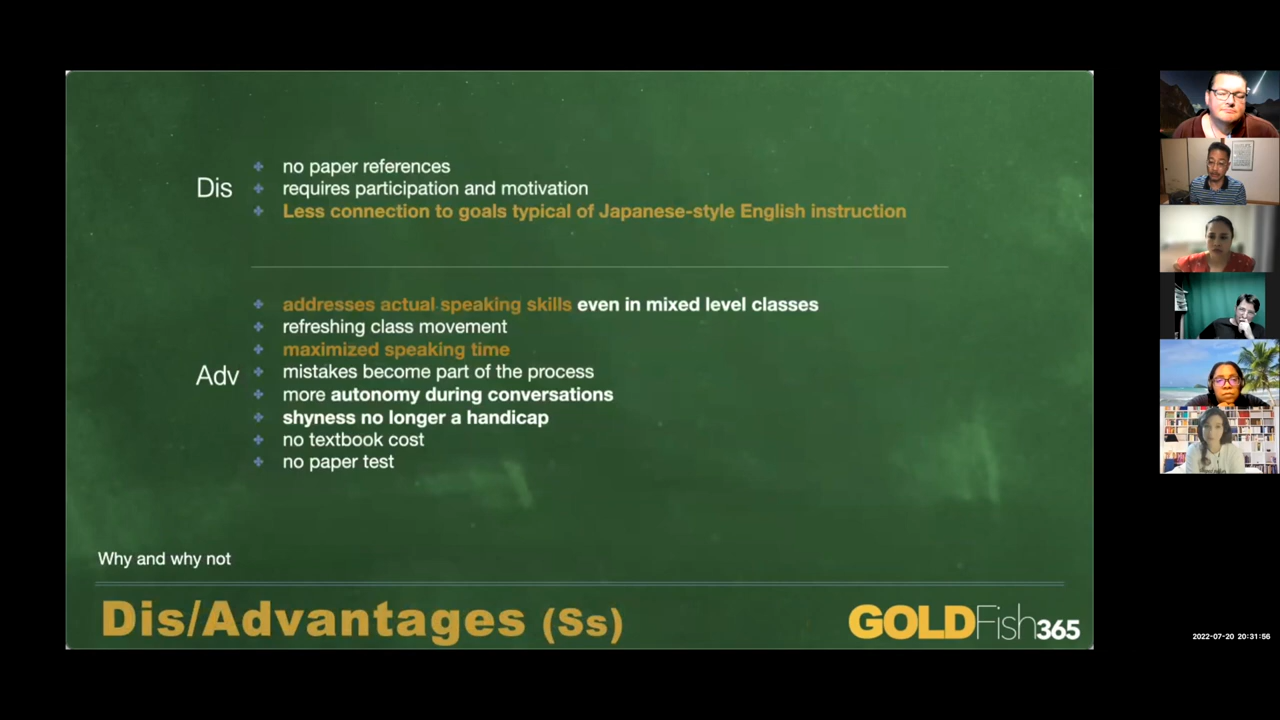 Dis
no paper references
requires participation and motivation
Less connection to goals typical of Japanese-style English instruction
Adv
addresses actual speaking skills even in mixed level classes
refreshing class movement
maximized speaking time
mistakes become part of the process
more autonomy during conversations
shyness no longer a handicap
no textbook cost
no paper test
Why and why not
Dis/Advantages (Ss)
GOLDFish365
2022-07-20 20:31:56